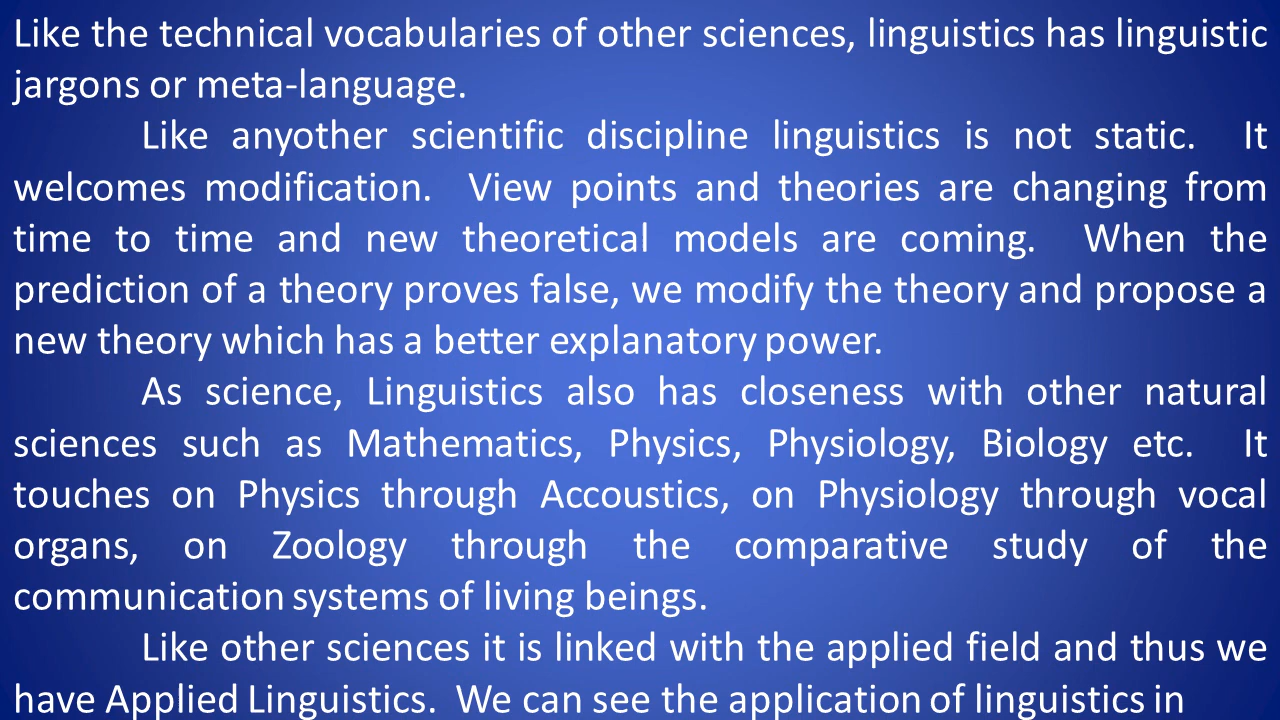 Like the technical vocabularies of other sciences, linguistics has linguistic
jargons or meta-language.
Like anyother scientific discipline linguistics is not static. It
welcomes modification. View points and theories are changing from
time to time and new theoretical models are coming. When the
prediction of a theory proves false, we modify the theory and propose a
new theory which has a better explanatory power.
As science, Linguistics also has closeness with other natural
sciences such as Mathematics, Physics, Physiology, Biology etc. It
touches on Physics through Accoustics, on Physiology through vocal
organs, on Zoology through the comparative study of the
communication systems of living beings.
Like other sciences it is linked with the applied field and thus we
have Applied Linguistics. We can see the application of linguistics in